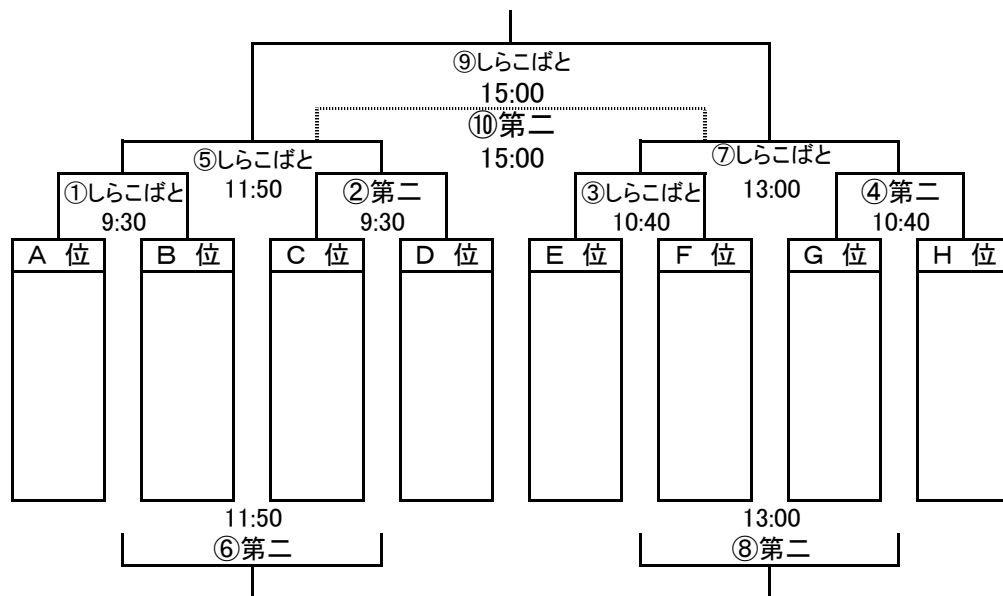 ⑨しらこばと
15:00
⑩第二
15:00
⑤しらこばと
11:50
⑦しらこばと
13:00
①しらこばと
9:30
②第二
9:30
③しらこばと
10:40
④第二
10:40
A 位
B 位
C 位
D 位
E 位
F 位
G 位
H 位
11:50
⑥第二
13:00
⑧第二